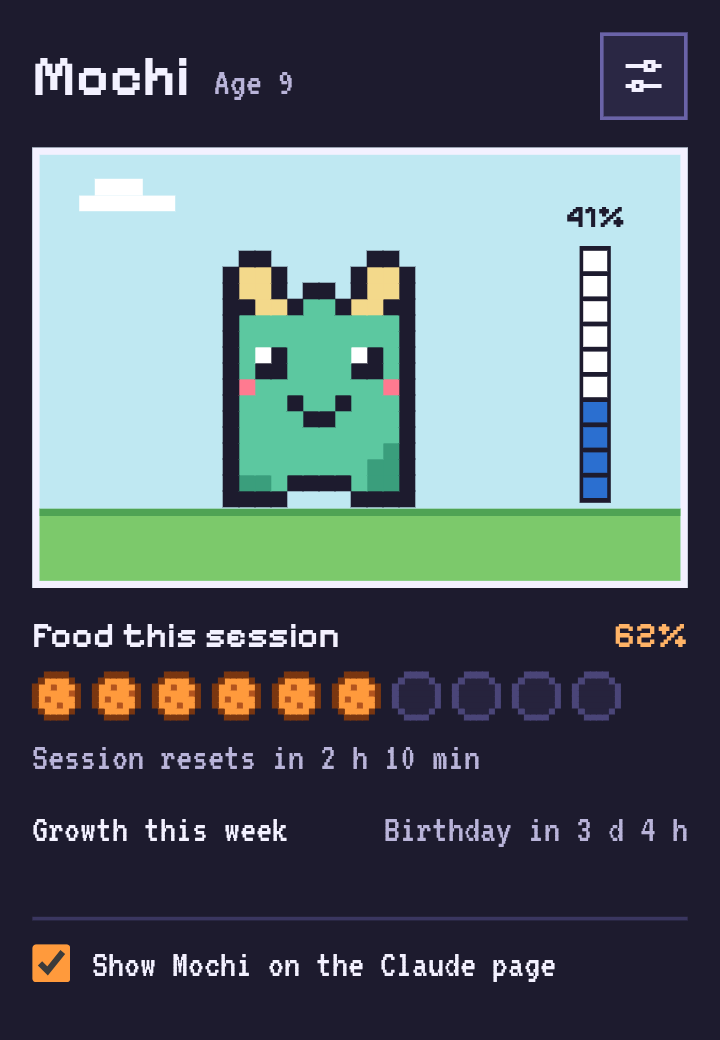 Mochi Age 9
41%
Food this session 62%
Session resets in 2 h 10 min
Growth this week Birthday in 3 d 4 h
Show Mochi on the Claude page